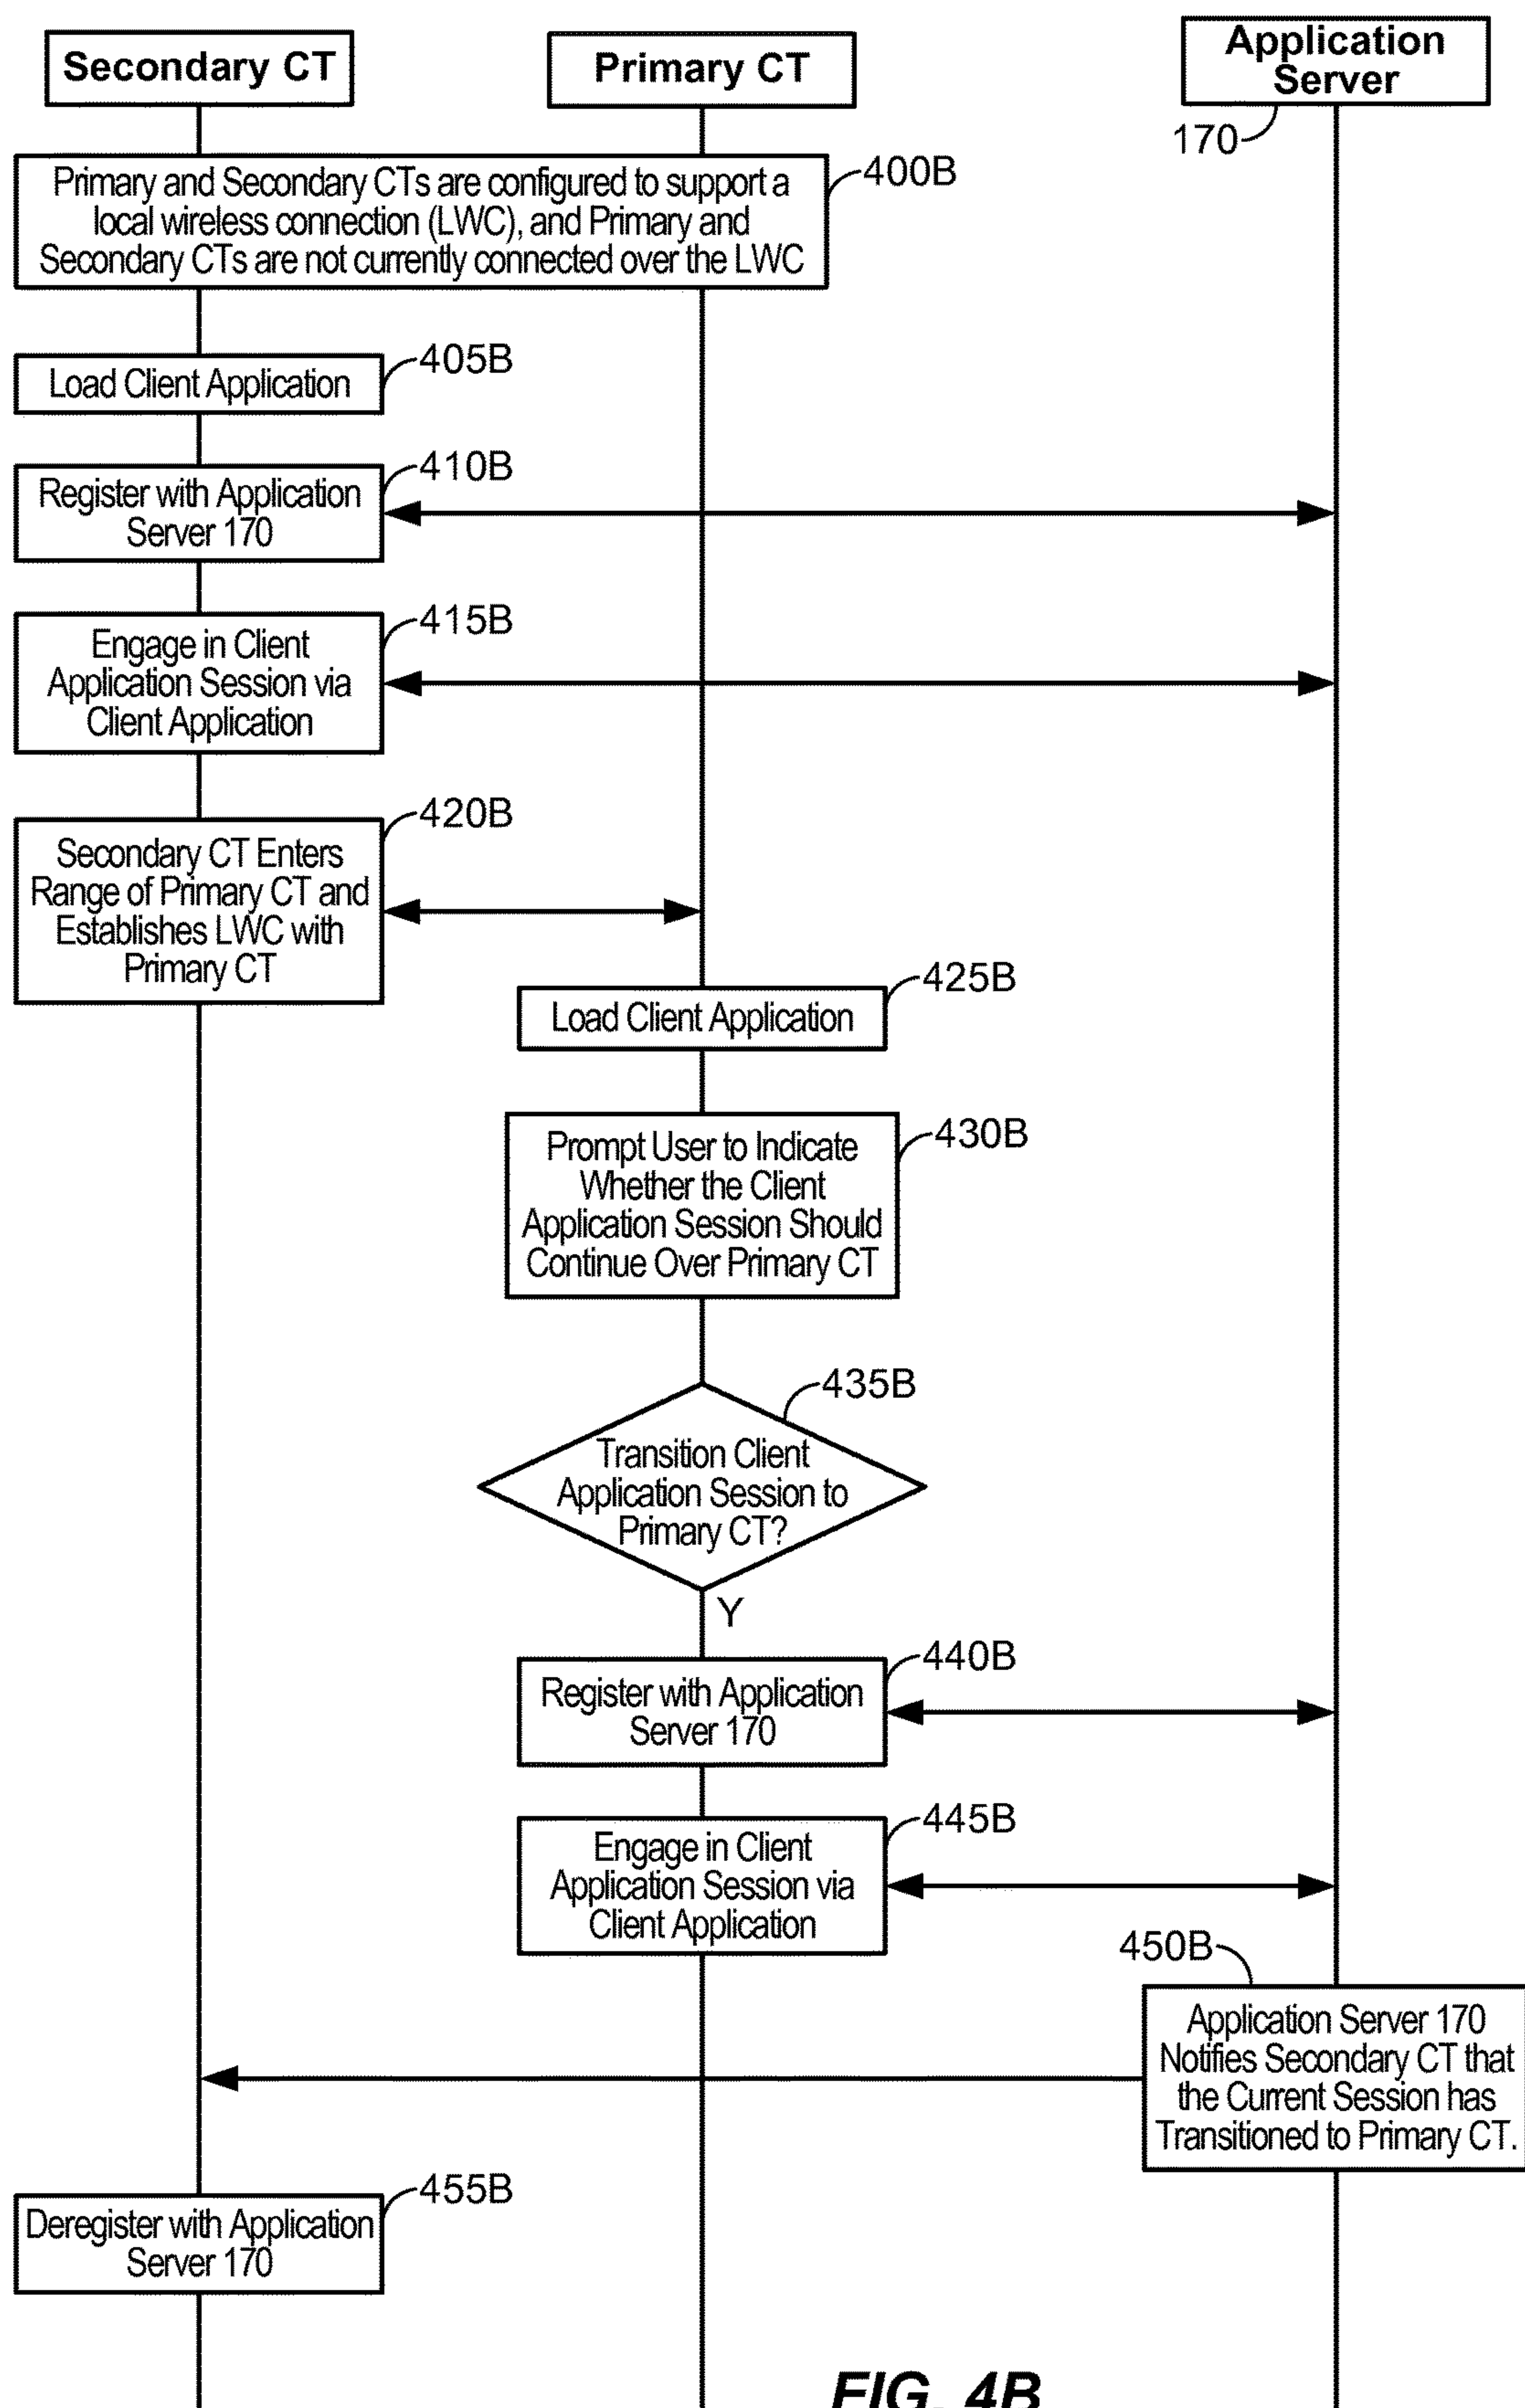 Secondary CT
Primary CT
Application
Server
170
Primary and Secondary CTs are configured to support a
local wireless connection (LWC), and Primary and
Secondary CTs are not currently connected over the LWC
400B
Load Client Application
405B
Register with Application
Server 170
410B
Engage in Client
Application Session via
Client Application
415B
Secondary CT Enters
Range of Primary CT and
Establishes LWC with
Primary CT
420B
Load Client Application
425B
Prompt User to Indicate
Whether the Client
Application Session Should
Continue Over Primary CT
430B
Transition Client
Application Session to
Primary CT?
435B
Y
Register with Application
Server 170
440B
Engage in Client
Application Session via
Client Application
445B
450B
Application Server 170
Notifies Secondary CT that
the Current Session has
Transitioned to Primary CT.
Deregister with Application
Server 170
455B
FIG. 4B